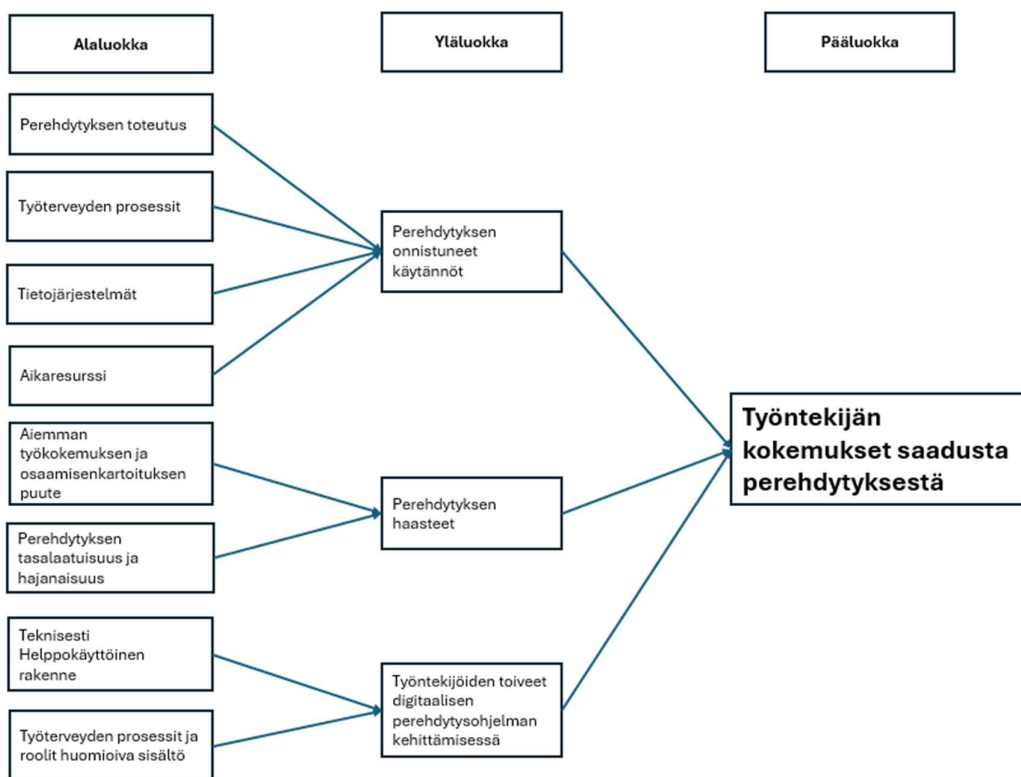 Alaluokka
Yläluokka
Pääluokka
Perehdytyksen toteutus
Työterveyden prosessit
Tietojärjestelmät
Aikaresurssi
Aiemman
työkokemuksen ja
osaamisenkartoituksen
puute
Perehdytyksen
tasalaatuisuus ja
hajanaisuus
Teknisesti
Helppokäyttöinen
rakenne
Työterveyden prosessit ja
roolit huomioiva sisältö
Perehdytyksen
onnistuneet
käytännöt
Perehdytyksen
haasteet
Työntekijöiden toiveet
digitaalisen
perehdytysohjelman
kehittämisessä
Työntekijän
kokemukset saadusta
perehdytyksestä